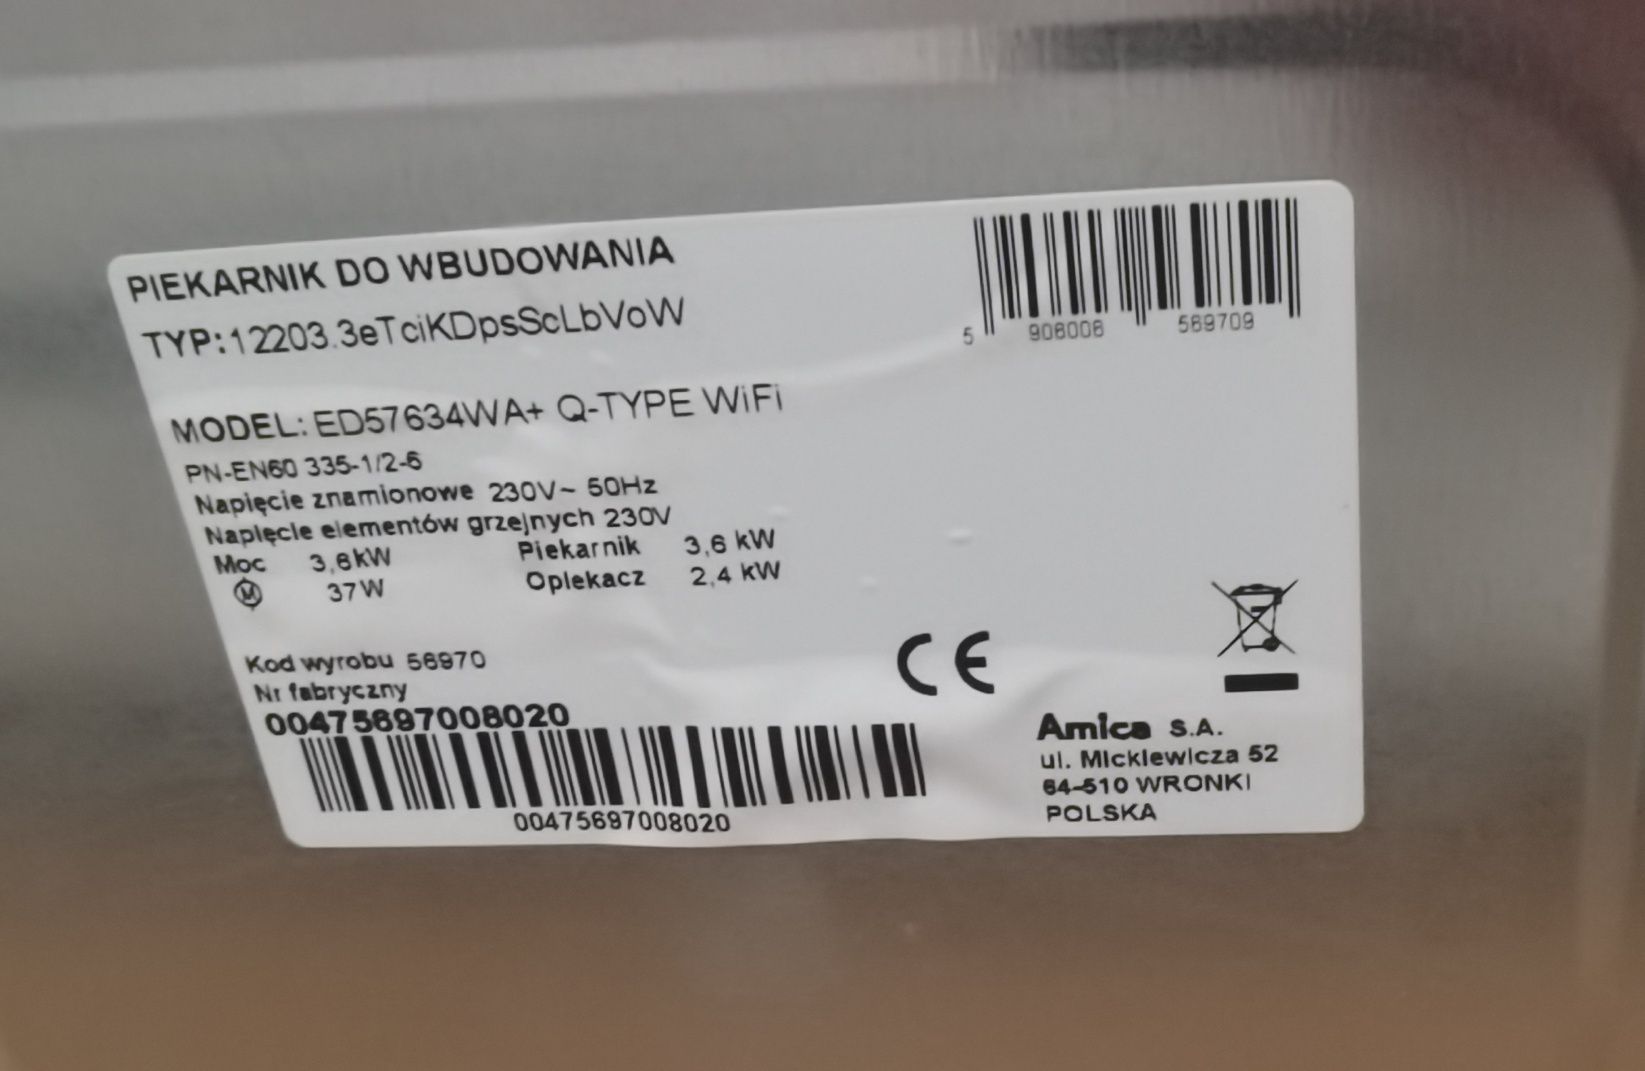 PIEKARNIK DO WBUDOWANIA
TYP:12203.3eTciKDpsScLbVoW
MODEL: ED57634WA+ Q-TYPE WiFi
PN-EN60 335-1/2-6
Napięcie znamionowe 230V~ 50Hz
Napięcie elementów grzejnych 230V
Moc 3,6kW Piekarnik 3,6 kW
M 37W Opiekacz 2,4 kW
Kod wyrobu 56970
Nr fabryczny
00475697008020
00475697008020
5 906006 569709
CE
Amica S.A.
ul. Mickiewicza 52
64-510 WRONKI
POLSKA